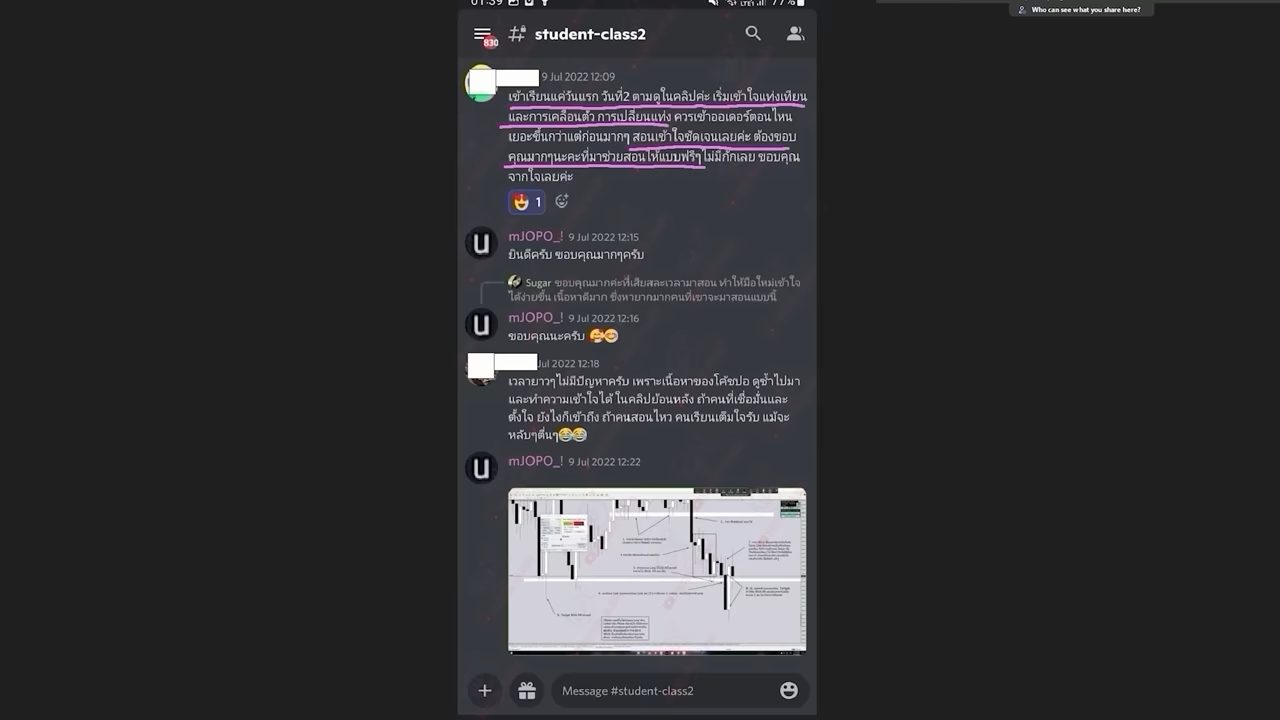 01:39
77%
Who can see what you share here?
830
student-class2
9 Jul 2022 12:09
เข้าเรียนแค่วันแรก วันที่2 ตามดูในคลิปค่ะ เริ่มเข้าใจแท่งเทียน
และการเคลื่อนตัว การเปลี่ยนแท่ง ควรเข้าออเดอร์ตอนไหน
เยอะขึ้นกว่าแต่ก่อนมากๆ สอนเข้าใจชัดเจนเลยค่ะ ต้องขอบ
คุณมากๆนะคะที่มาช่วยสอนให้แบบฟรีๆไม่มีกั๊กเลย ขอบคุณ
จากใจเลยค่ะ
1
mJOPO_! 9 Jul 2022 12:15
ยินดีครับ ขอบคุณมากๆครับ
Sugar ขอบคุณมากค่ะที่เสียสละเวลามาสอน ทำให้มือใหม่เข้าใจ
ได้ง่ายขึ้น เนื้อหาดีมาก ซึ่งหายากมากคนที่เขาจะมาสอนแบบนี้
mJOPO_! 9 Jul 2022 12:16
ขอบคุณนะครับ
Jul 2022 12:18
เวลายาวๆไม่มีปัญหาครับ เพราะเนื้อหาของโค้ชปอ ดูซ้ำไปมา
และทำความเข้าใจได้ ในคลิปย้อนหลัง ถ้าคนที่เชื่อมั่นและ
ตั้งใจ ยังไงก็เข้าถึง ถ้าคนสอนไหว คนเรียนเต็มใจรับ แม้จะ
หลับๆตื่นๆ
mJOPO_! 9 Jul 2022 12:22
Message #student-class2